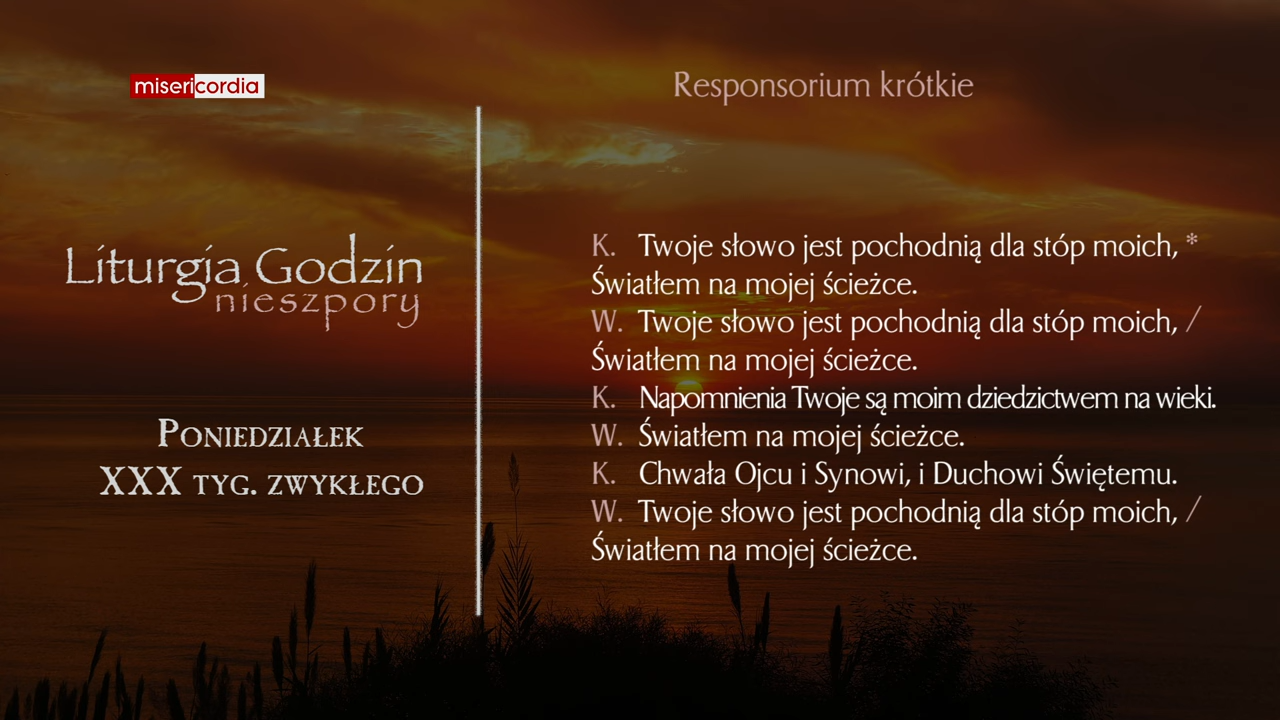 misericordia
Liturgia Godzin
nieszpory
Poniedziałek
XXX tyg. zwykłego
Responsorium krótkie
K. Twoje słowo jest pochodnią dla stóp moich, *
Światłem na mojej ścieżce.
W. Twoje słowo jest pochodnią dla stóp moich, /
Światłem na mojej ścieżce.
K. Napomnienia Twoje są moim dziedzictwem na wieki.
W. Światłem na mojej ścieżce.
K. Chwała Ojcu i Synowi, i Duchowi Świętemu.
W. Twoje słowo jest pochodnią dla stóp moich, /
Światłem na mojej ścieżce.